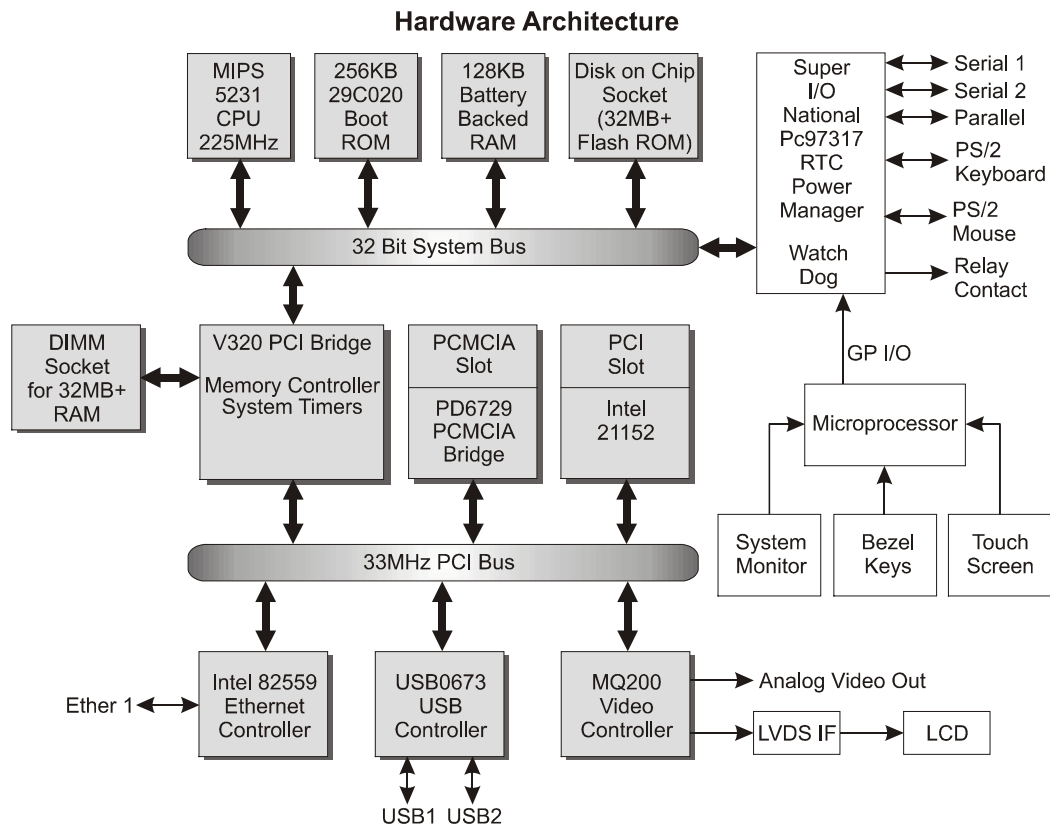 Hardware Architecture
MIPS
5231
CPU
225MHz
256KB
29C020
Boot
ROM
128KB
Battery
Backed
RAM
Disk on Chip
Socket
(32MB+
Flash ROM)
Super
I/O
National
Pc97317
RTC
Power
Manager
Watch
Dog
Serial 1
Serial 2
Parallel
PS/2
Keyboard
PS/2
Mouse
Relay
Contact
32 Bit System Bus
DIMM
Socket
for 32MB+
RAM
V320 PCI Bridge
Memory Controller
System Timers
PCMCIA
Slot
PD6729
PCMCIA
Bridge
PCI
Slot
Intel
21152
GP I/O
Microprocessor
System
Monitor
Bezel
Keys
Touch
Screen
33MHz PCI Bus
Ether 1
Intel 82559
Ethernet
Controller
USB0673
USB
Controller
MQ200
Video
Controller
Analog Video Out
LVDS IF
LCD
USB1
USB2